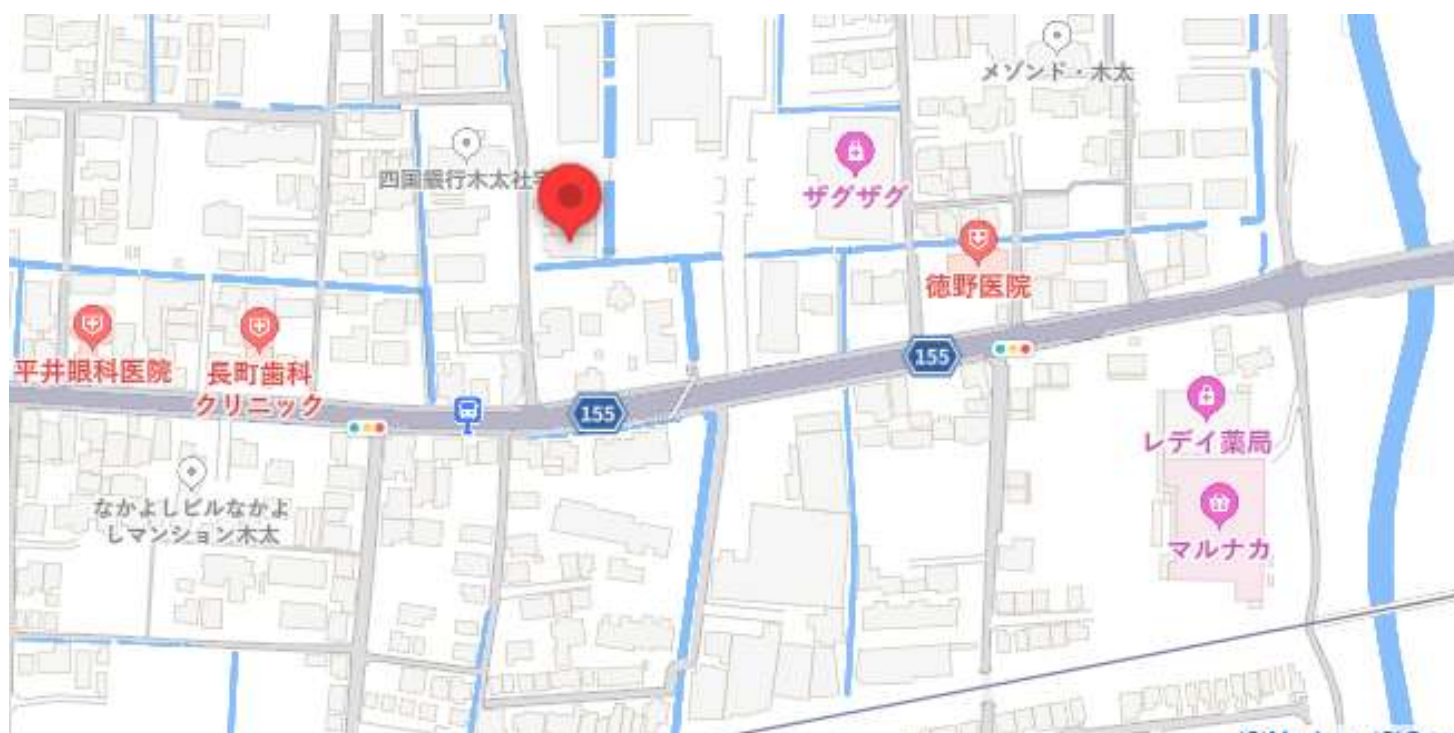 メゾンド・木太
四国銀行木太社宅
ザグザグ
徳野医院
平井眼科医院
長町歯科
クリニック
155
155
レデイ薬局
なかよしビルなかよ
しマンション木太
マルナカ